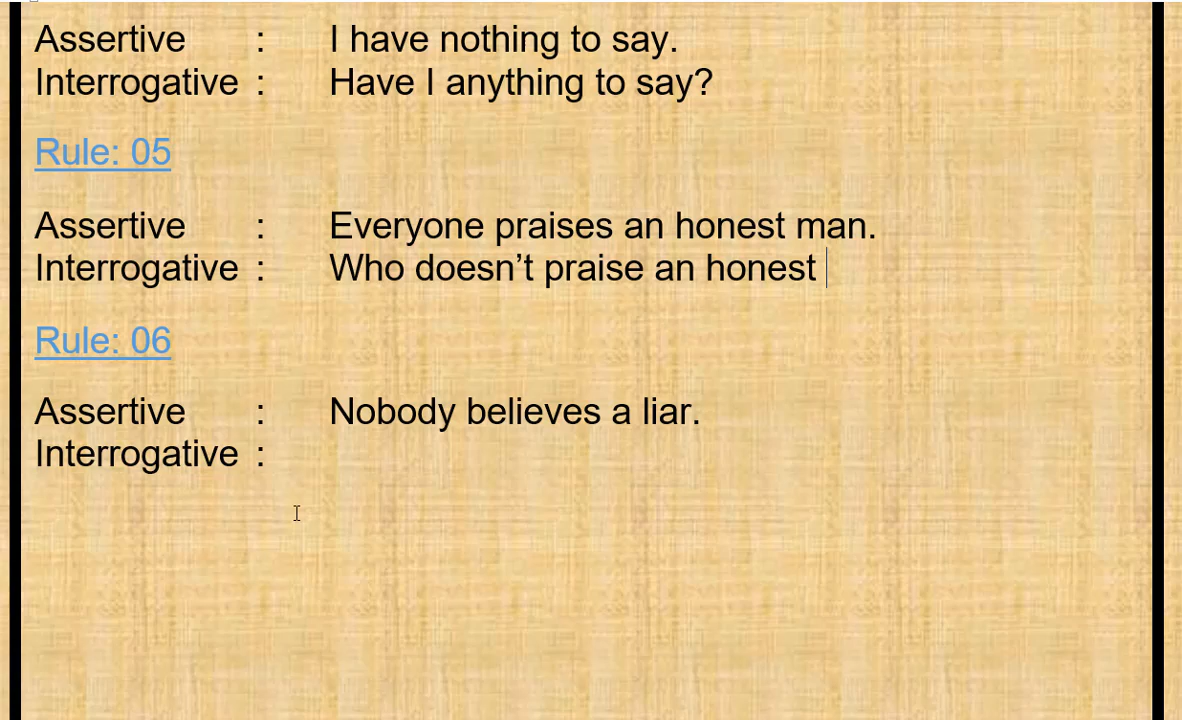 Assertive : I have nothing to say.
Interrogative : Have I anything to say?
Rule: 05
Assertive : Everyone praises an honest man.
Interrogative : Who doesn’t praise an honest
Rule: 06
Assertive : Nobody believes a liar.
Interrogative :